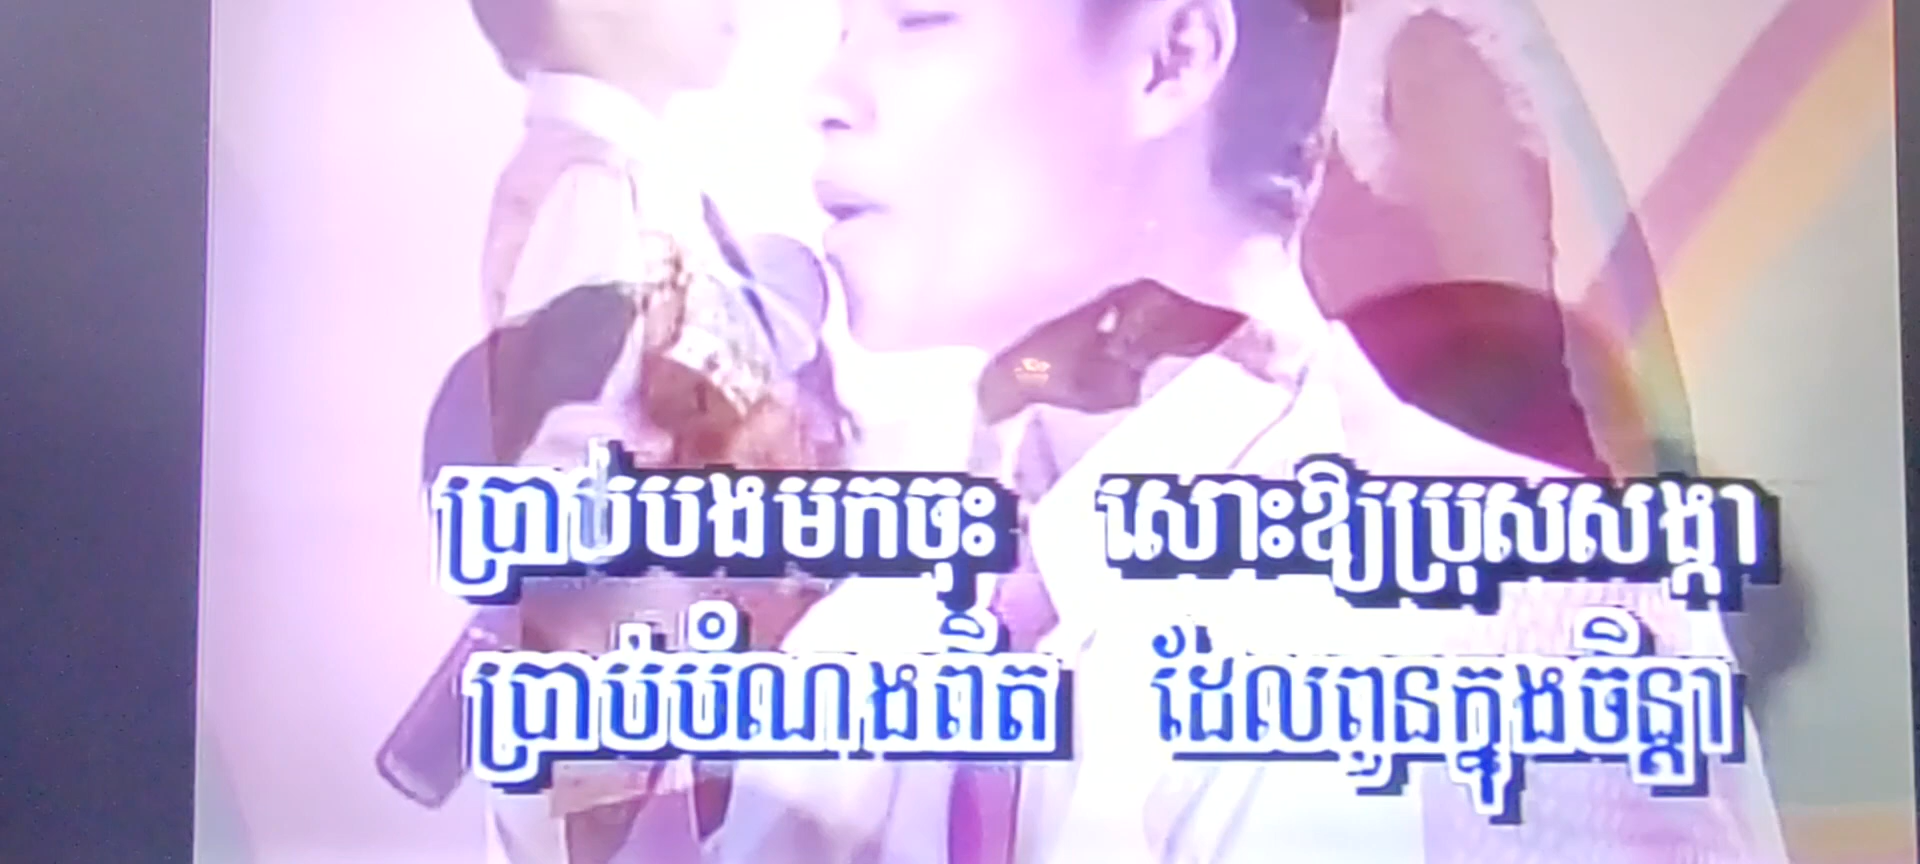 ប្រាប់បងមកចុះ សោះឱ្យប្រុសសង្កា
ប្រាប់បំណងពិត ដែលពួនក្នុងចិន្តា